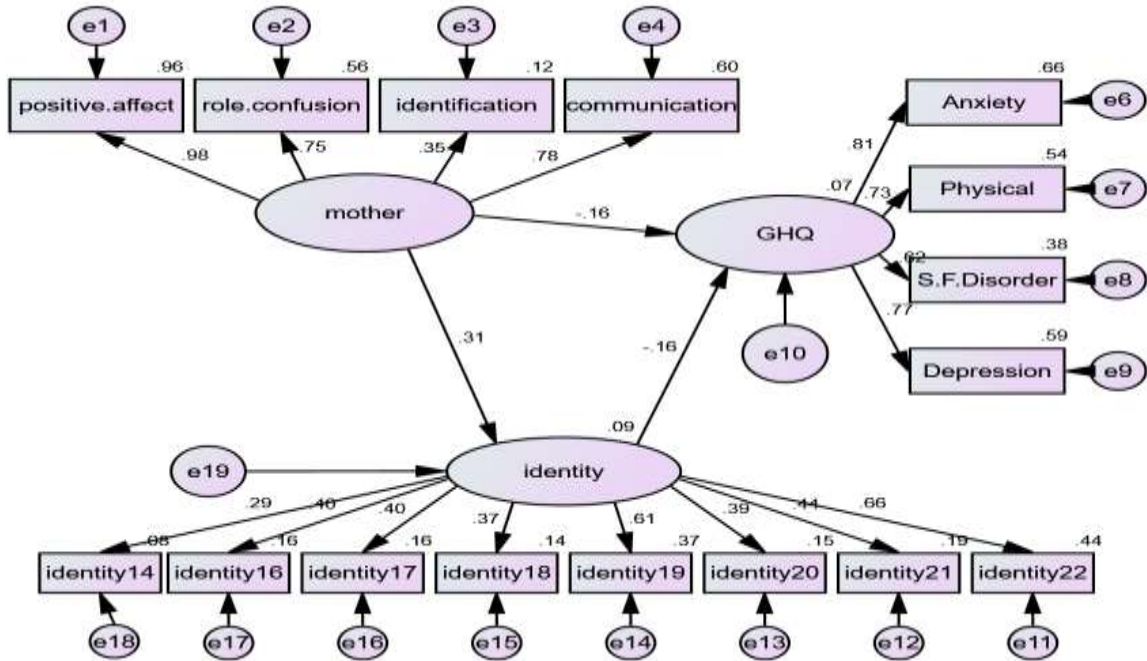 e1 e2 e3 e4
.96 .56 .12 .60
positive.affect role.confusion identification communication
.98 .75 .35 .78
mother
-.16
.07
GHQ
.81 .73 .62 .77
.66
Anxiety e6
.54
Physical e7
.38
S.F.Disorder e8
.59
Depression e9
e10
.31 -.16
.09
e19 identity
.29 .40 .40 .37 .61 .39 .44 .66
.08 .16 .16 .14 .37 .15 .19 .44
identity14 identity16 identity17 identity18 identity19 identity20 identity21 identity22
e18 e17 e16 e15 e14 e13 e12 e11